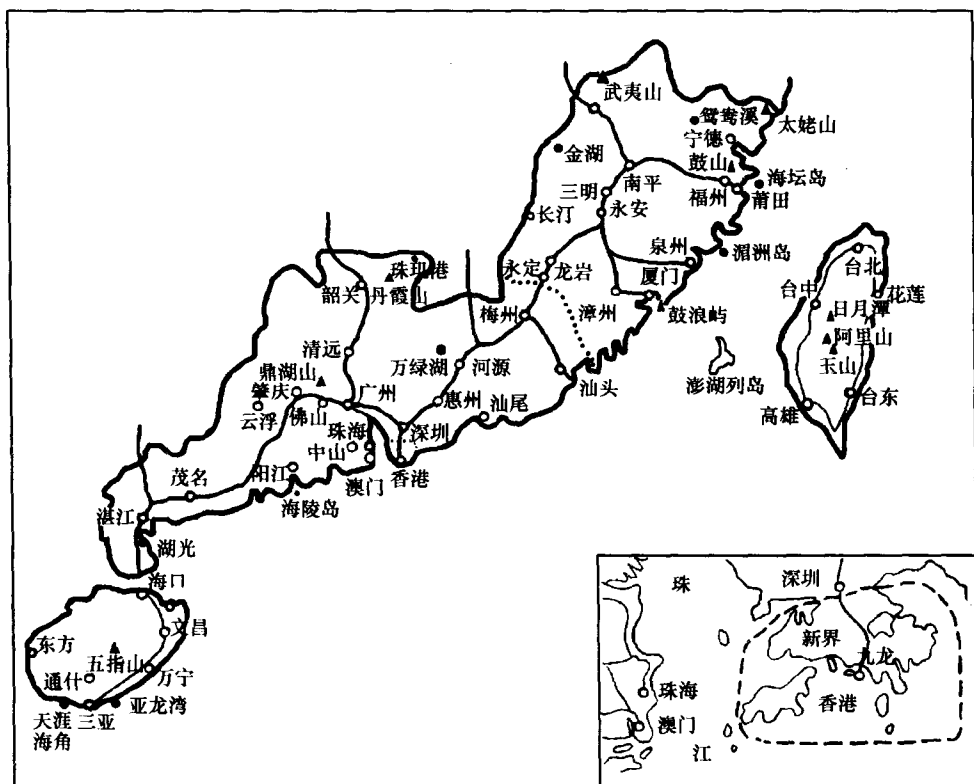 武夷山
鸳鸯溪
太姥山
宁德
金湖
鼓山
南平
海坛岛
三明
福州
莆田
长汀
永安
泉州
湄洲岛
永定
龙岩
厦门
台北
珠玑巷
韶关
丹霞山
台中
花莲
梅州
漳州
鼓浪屿
日月潭
阿里山
清远
万绿湖
河源
玉山
鼎湖山
澎湖列岛
肇庆
广州
汕头
台东
云浮
佛山
惠州
汕尾
高雄
珠海
深圳
中山
茂名
阳江
澳门
香港
海陵岛
湛江
湖光
海口
珠
深圳
文昌
新界
东方
五指山
九龙
通什
万宁
珠海
香港
天涯
海角
三亚
亚龙湾
澳门
江